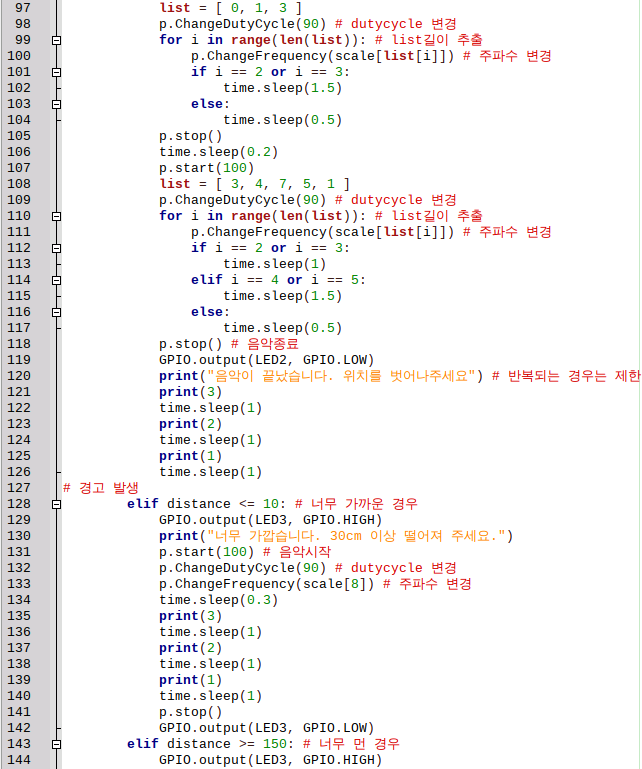 97 list = [ 0, 1, 3 ]
98 p.ChangeDutyCycle(90) # dutycycle 변경
99 for i in range(len(list)): # list길이 추출
100 p.ChangeFrequency(scale[list[i]]) # 주파수 변경
101 if i == 2 or i == 3:
102 time.sleep(1.5)
103 else:
104 time.sleep(0.5)
105 p.stop()
106 time.sleep(0.2)
107 p.start(100)
108 list = [ 3, 4, 7, 5, 1 ]
109 p.ChangeDutyCycle(90) # dutycycle 변경
110 for i in range(len(list)): # list길이 추출
111 p.ChangeFrequency(scale[list[i]]) # 주파수 변경
112 if i == 2 or i == 3:
113 time.sleep(1)
114 elif i == 4 or i == 5:
115 time.sleep(1.5)
116 else:
117 time.sleep(0.5)
118 p.stop() # 음악종료
119 GPIO.output(LED2, GPIO.LOW)
120 print("음악이 끝났습니다. 위치를 벗어나주세요") # 반복되는 경우는 제한
121 print(3)
122 time.sleep(1)
123 print(2)
124 time.sleep(1)
125 print(1)
126 time.sleep(1)
127 # 경고 발생
128 elif distance <= 10: # 너무 가까운 경우
129 GPIO.output(LED3, GPIO.HIGH)
130 print("너무 가깝습니다. 30cm 이상 떨어져 주세요.")
131 p.start(100) # 음악시작
132 p.ChangeDutyCycle(90) # dutycycle 변경
133 p.ChangeFrequency(scale[8]) # 주파수 변경
134 time.sleep(0.3)
135 print(3)
136 time.sleep(1)
137 print(2)
138 time.sleep(1)
139 print(1)
140 time.sleep(1)
141 p.stop()
142 GPIO.output(LED3, GPIO.LOW)
143 elif distance >= 150: # 너무 먼 경우
144 GPIO.output(LED3, GPIO.HIGH)